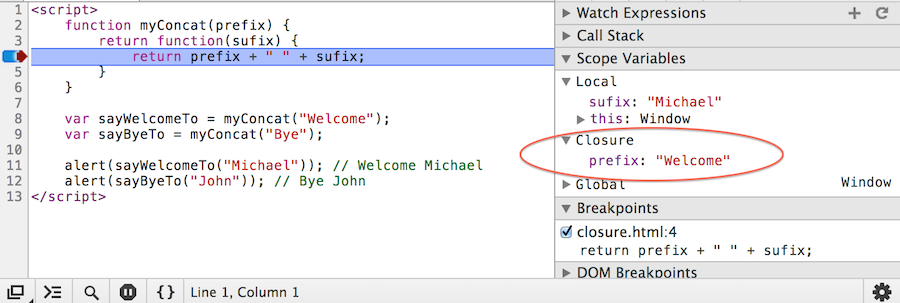 1 <script>
2 function myConcat(prefix) {
3 return function(sufix) {
return prefix + " " + sufix;
5 }
6 }
7
8 var sayWelcomeTo = myConcat("Welcome");
9 var sayByeTo = myConcat("Bye");
10
11 alert(sayWelcomeTo("Michael")); // Welcome Michael
12 alert(sayByeTo("John")); // Bye John
13 </script>
{ } Line 1, Column 1
Watch Expressions
Call Stack
Scope Variables
Local
sufix: "Michael"
this: Window
Closure
prefix: "Welcome"
Global Window
Breakpoints
closure.html:4
return prefix + " " + sufix;
DOM Breakpoints